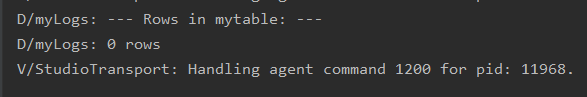 D/myLogs: --- Rows in mytable: ---
D/myLogs: 0 rows
V/StudioTransport: Handling agent command 1200 for pid: 11968.